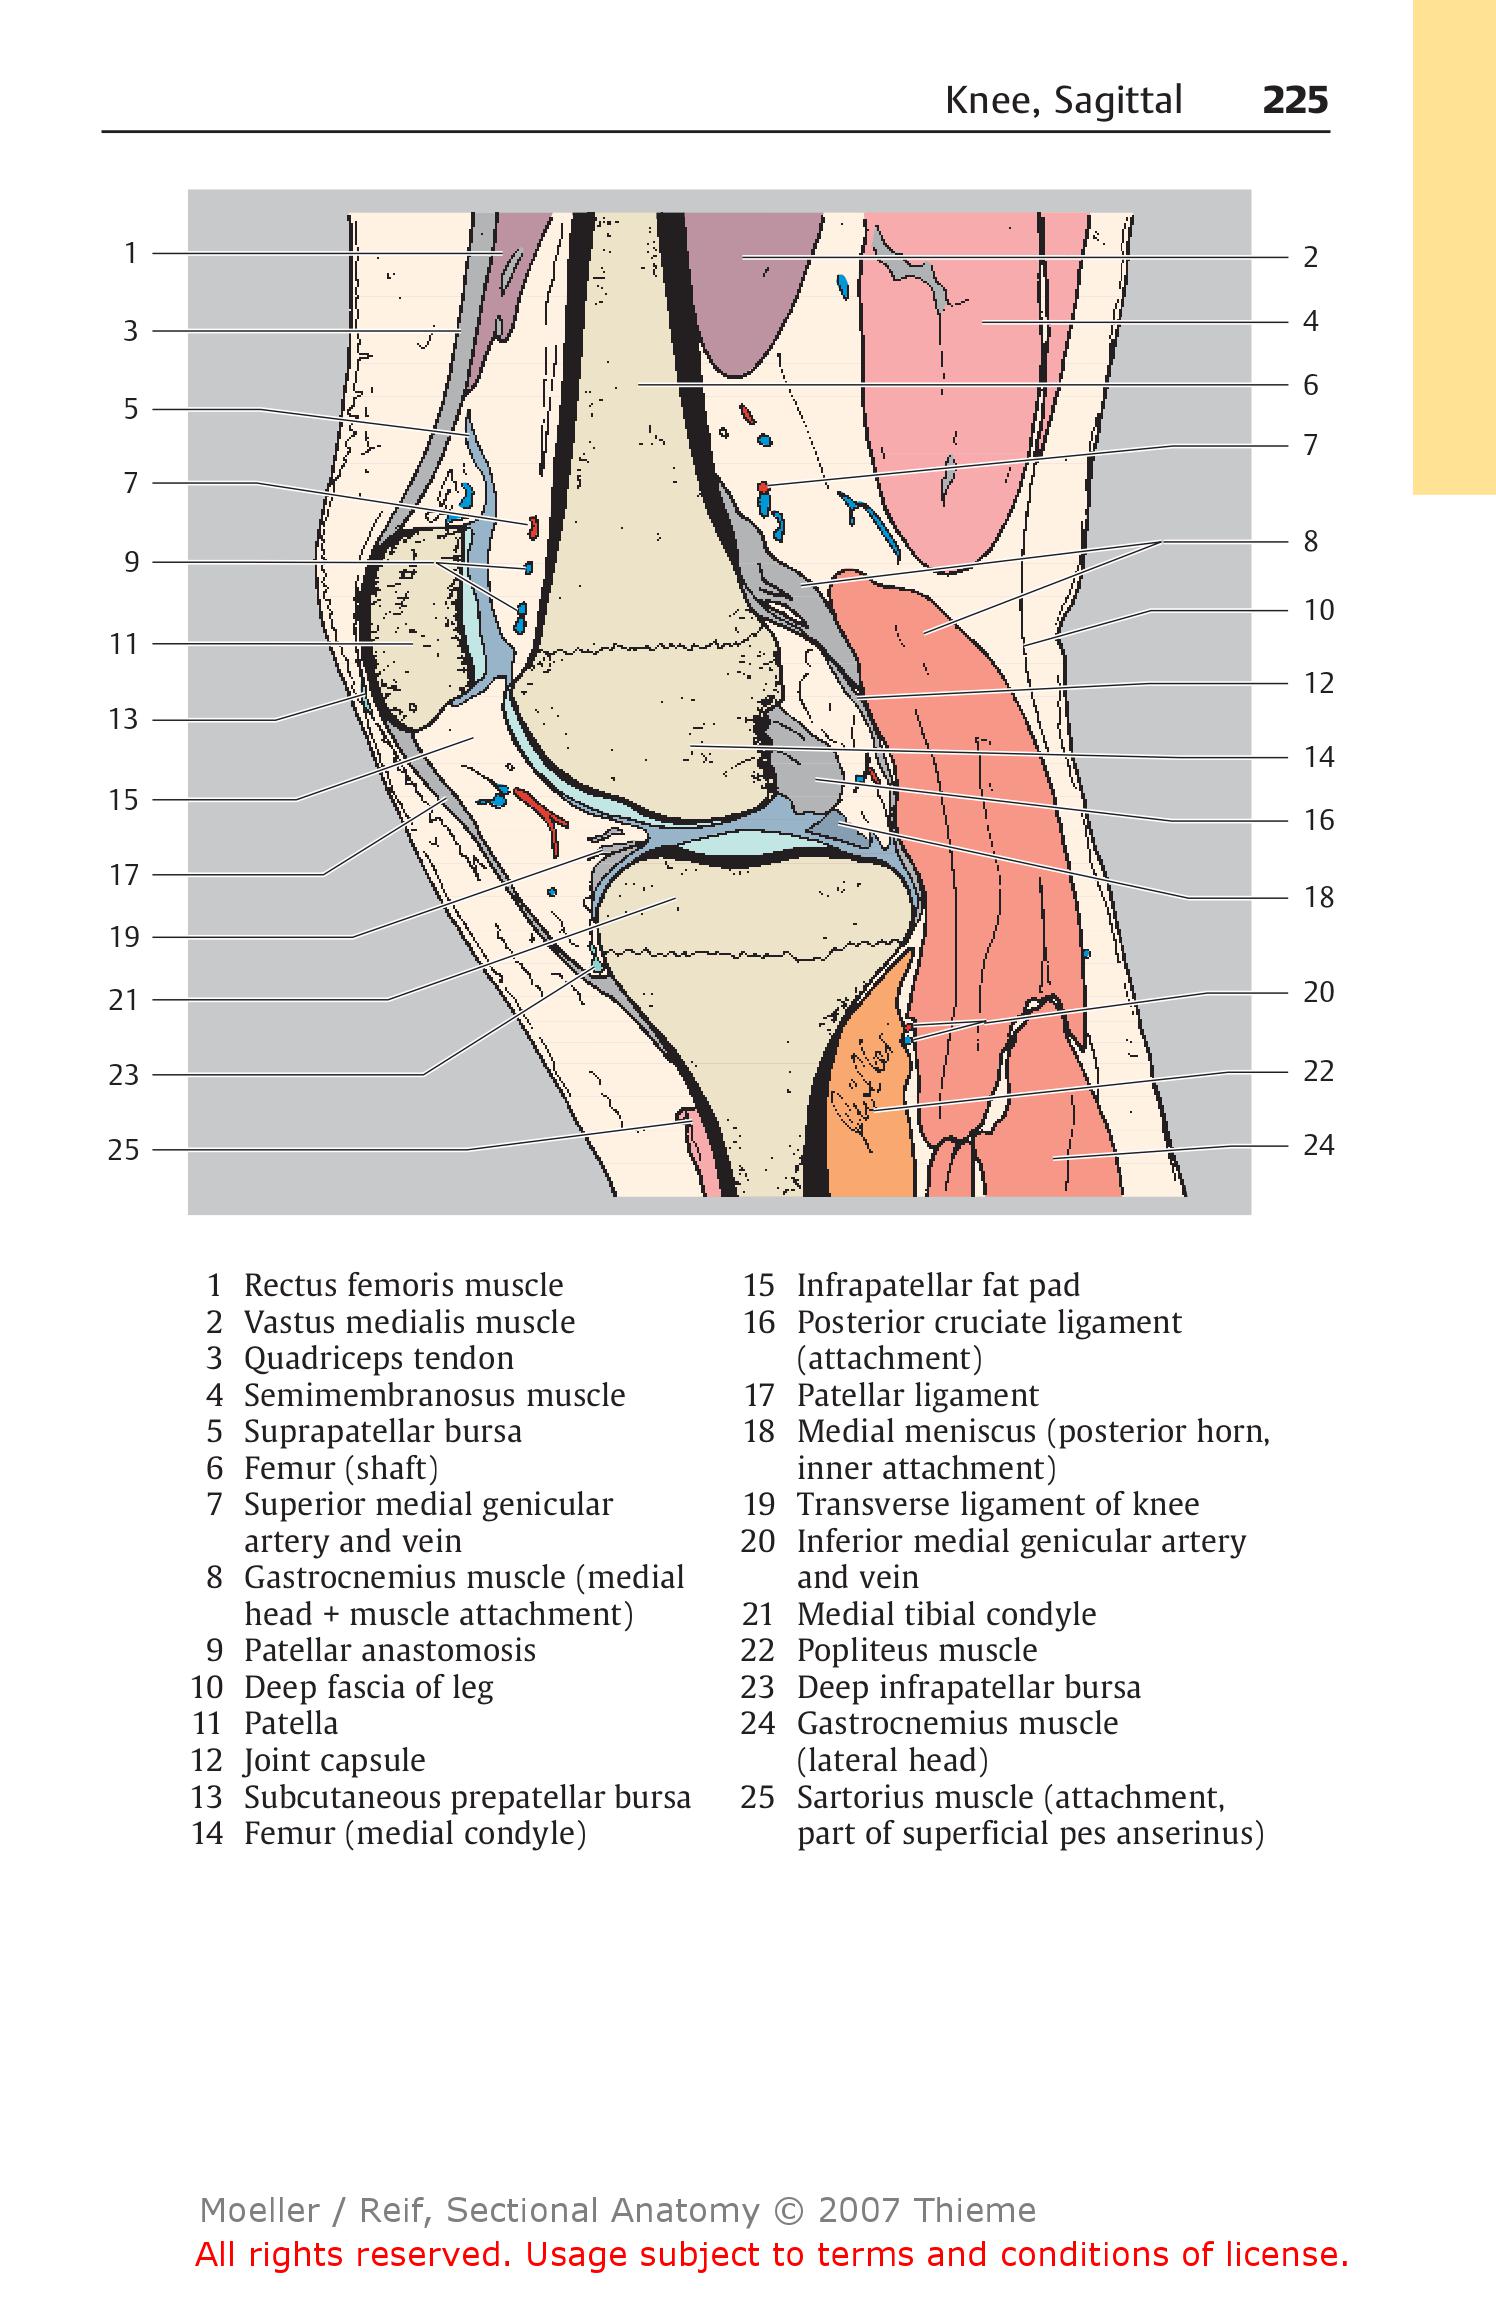 Knee, Sagittal 225
1
2
3
4
5
6
7
7
8
9
10
11
12
13
14
15
16
17
18
19
20
21
22
23
24
25
1 Rectus femoris muscle
2 Vastus medialis muscle
3 Quadriceps tendon
4 Semimembranosus muscle
5 Suprapatellar bursa
6 Femur (shaft)
7 Superior medial genicular
artery and vein
8 Gastrocnemius muscle (medial
head + muscle attachment)
9 Patellar anastomosis
10 Deep fascia of leg
11 Patella
12 Joint capsule
13 Subcutaneous prepatellar bursa
14 Femur (medial condyle)
15 Infrapatellar fat pad
16 Posterior cruciate ligament
(attachment)
17 Patellar ligament
18 Medial meniscus (posterior horn,
inner attachment)
19 Transverse ligament of knee
20 Inferior medial genicular artery
and vein
21 Medial tibial condyle
22 Popliteus muscle
23 Deep infrapatellar bursa
24 Gastrocnemius muscle
(lateral head)
25 Sartorius muscle (attachment,
part of superficial pes anserinus)
Moeller / Reif, Sectional Anatomy © 2007 Thieme
All rights reserved. Usage subject to terms and conditions of license.